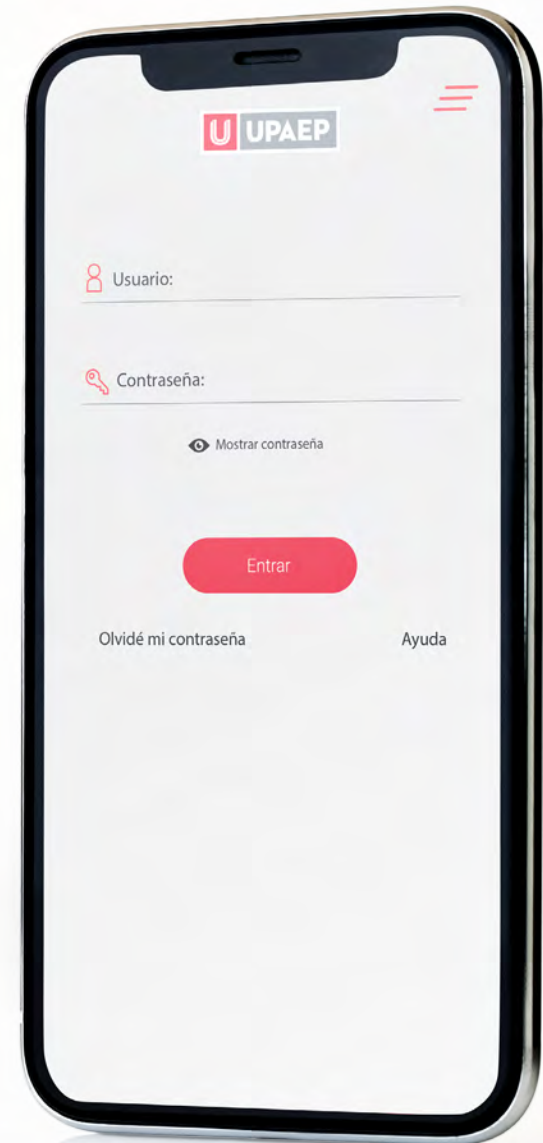 U UPAEP
Usuario:
Contraseña:
Mostrar contraseña
Entrar
Olvidé mi contraseña
Ayuda